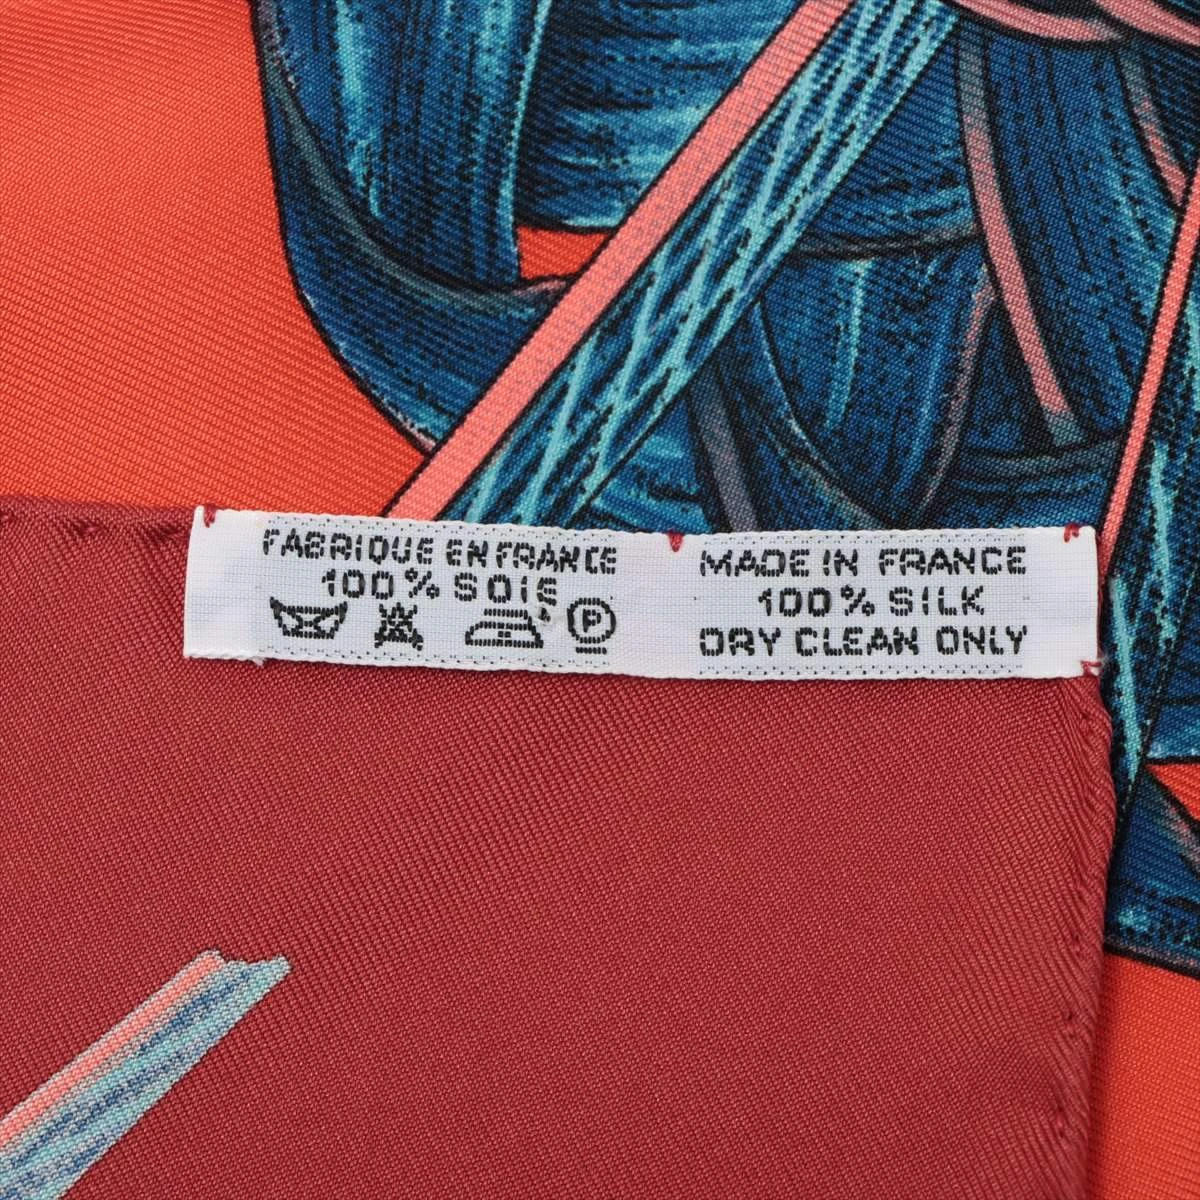 FABRIQUE EN FRANCE
100% SOIE
P
MADE IN FRANCE
100% SILK
DRY CLEAN ONLY